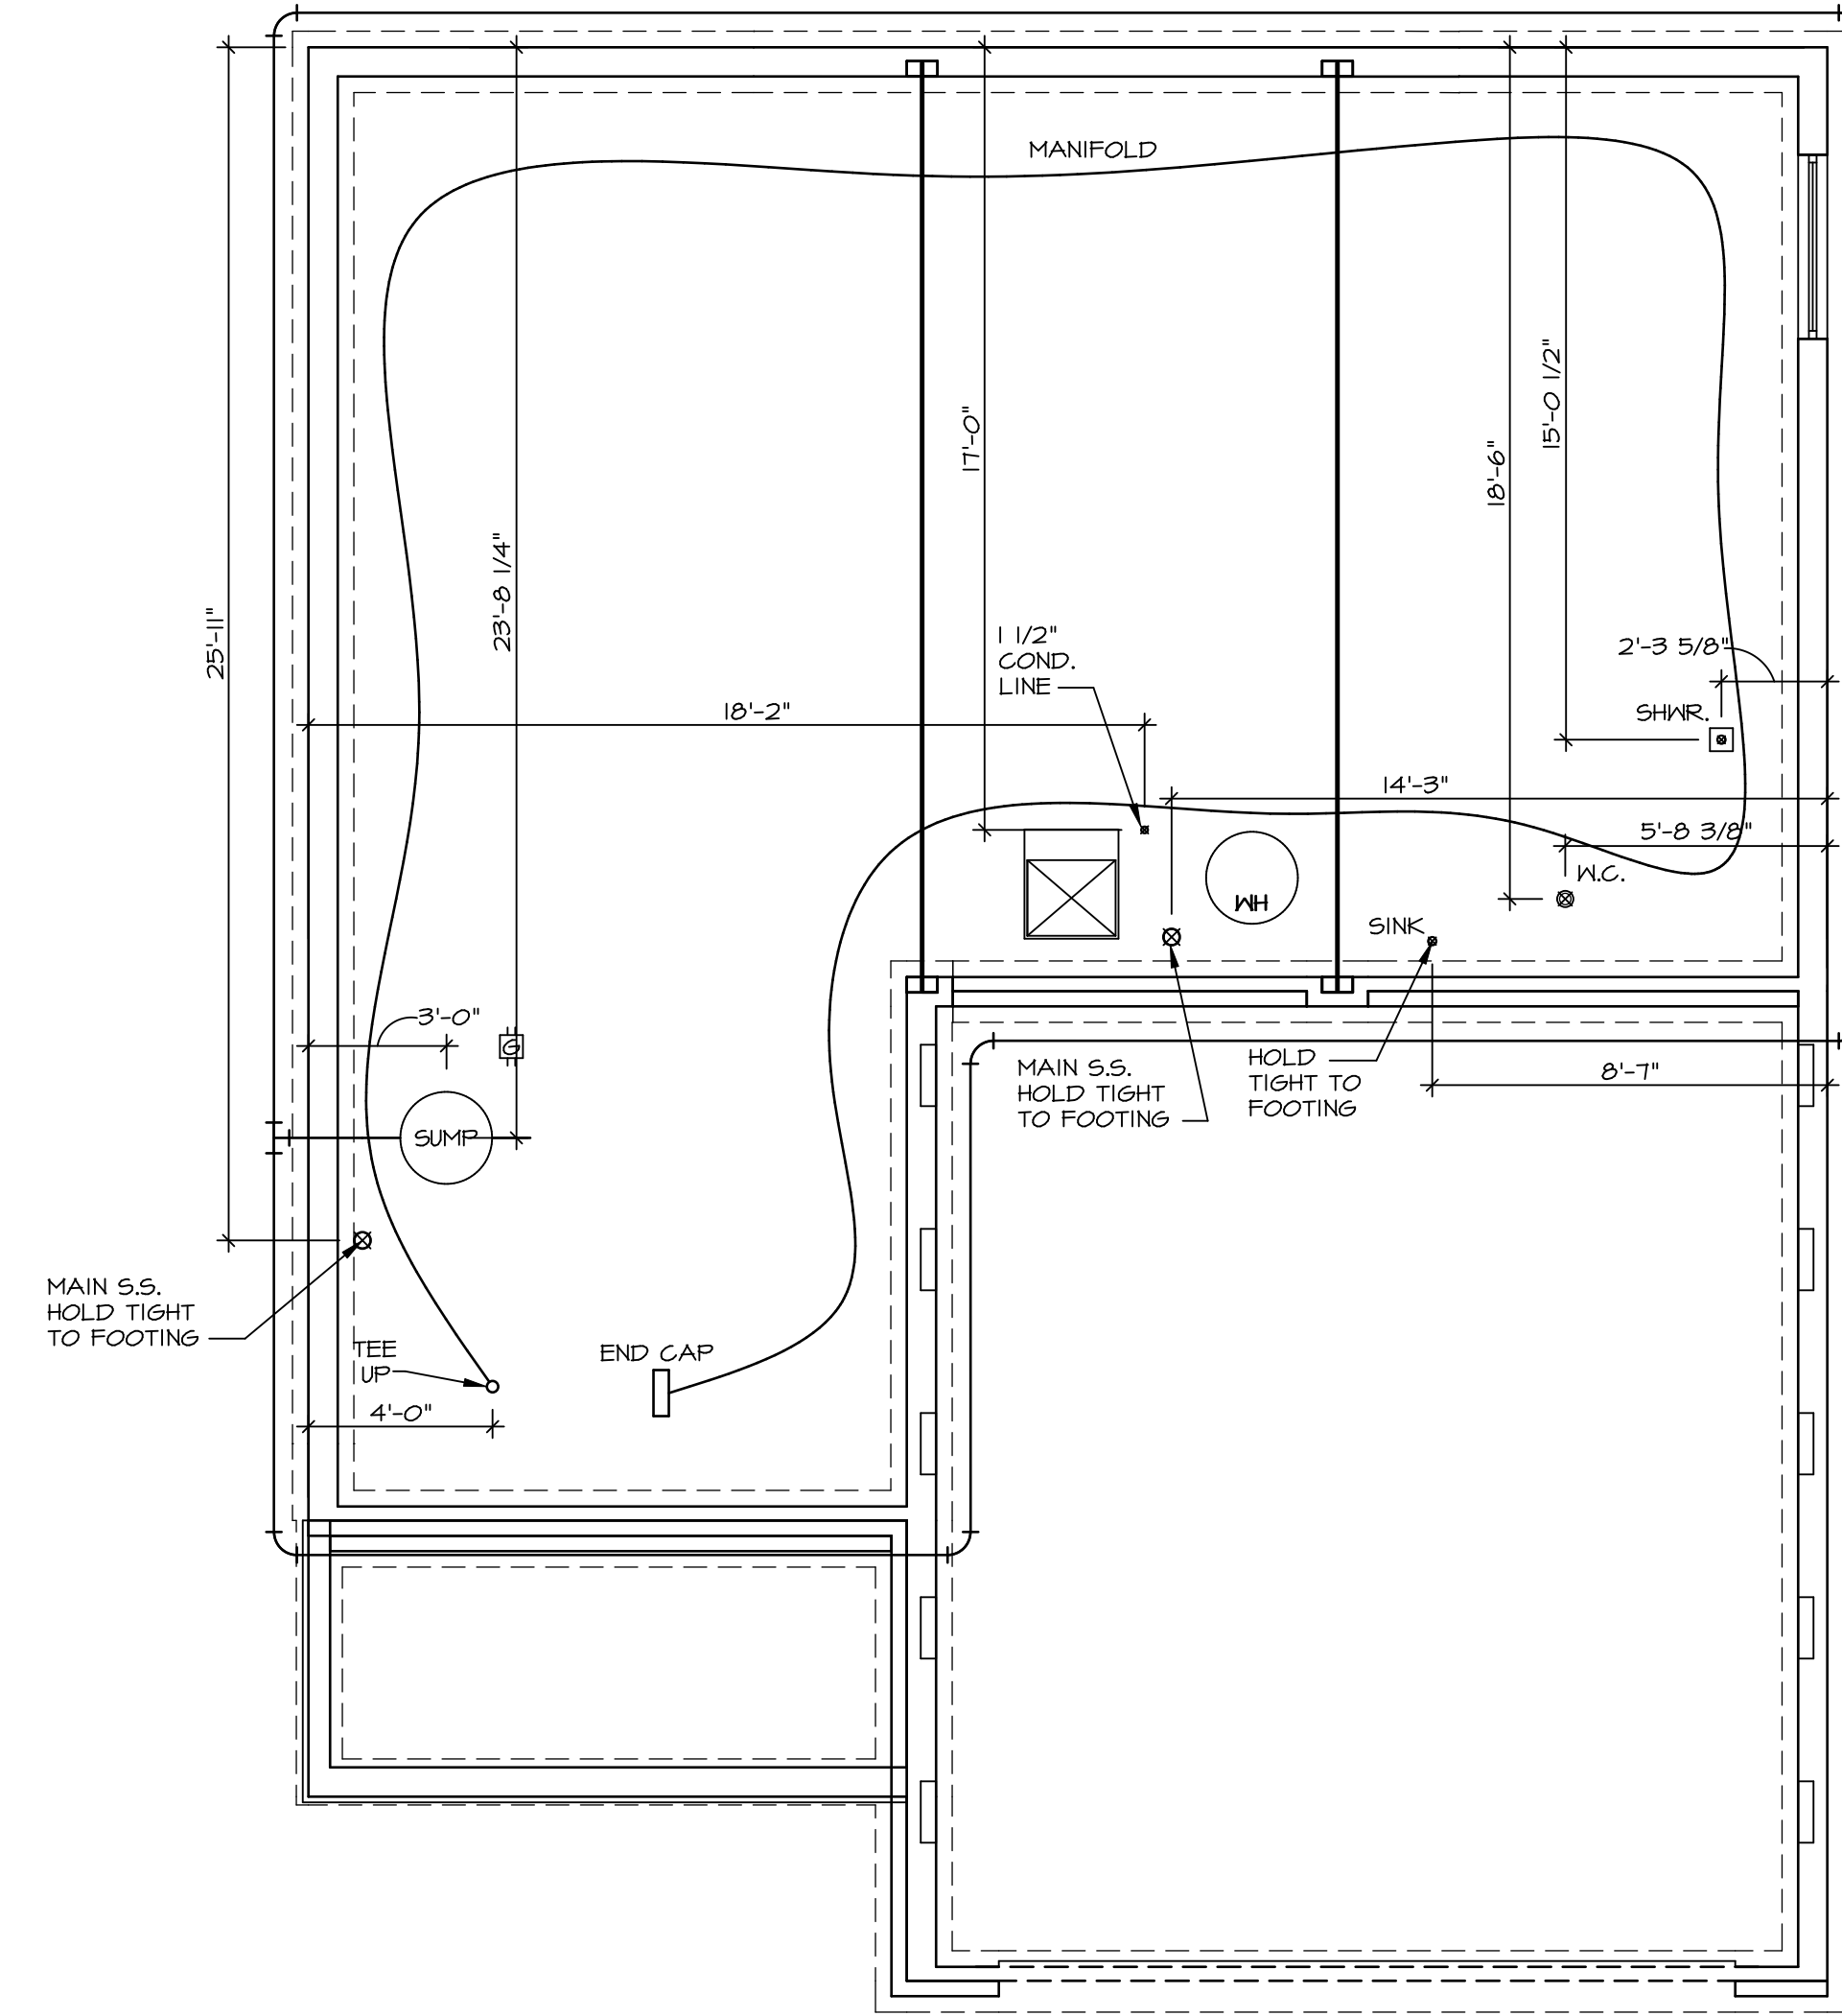 MANIFOLD
15'-0 1/2"
17'-0"
18'-6"
23'-8 1/4"
25'-11"
1 1/2"
COND.
LINE
2'-3 5/8"
SHWR.
18'-2"
14'-3"
5'-8 3/8"
W.C.
WH
SINK
3'-0"
G
MAIN S.S.
HOLD TIGHT
TO FOOTING
HOLD
TIGHT TO
FOOTING
8'-7"
SUMP
MAIN S.S.
HOLD TIGHT
TO FOOTING
TEE
UP
END CAP
4'-0"